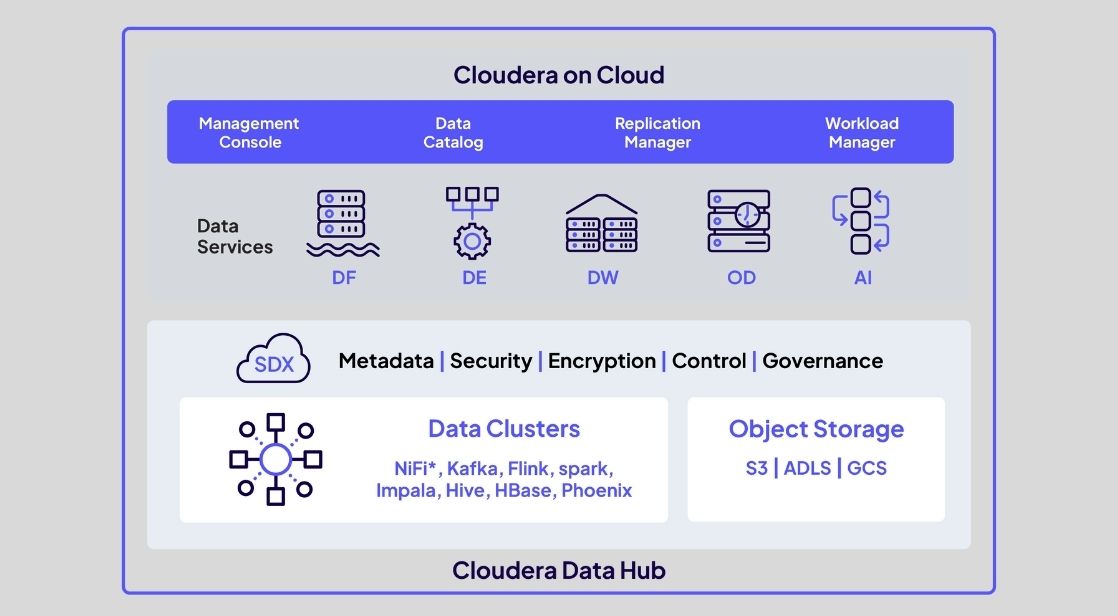 Cloudera on Cloud
Management
Console
Data
Catalog
Replication
Manager
Workload
Manager
Data
Services
DF
DE
DW
OD
AI
SDX
Metadata | Security | Encryption | Control | Governance
Data Clusters
NiFi*, Kafka, Flink, spark,
Impala, Hive, HBase, Phoenix
Object Storage
S3 | ADLS | GCS
Cloudera Data Hub